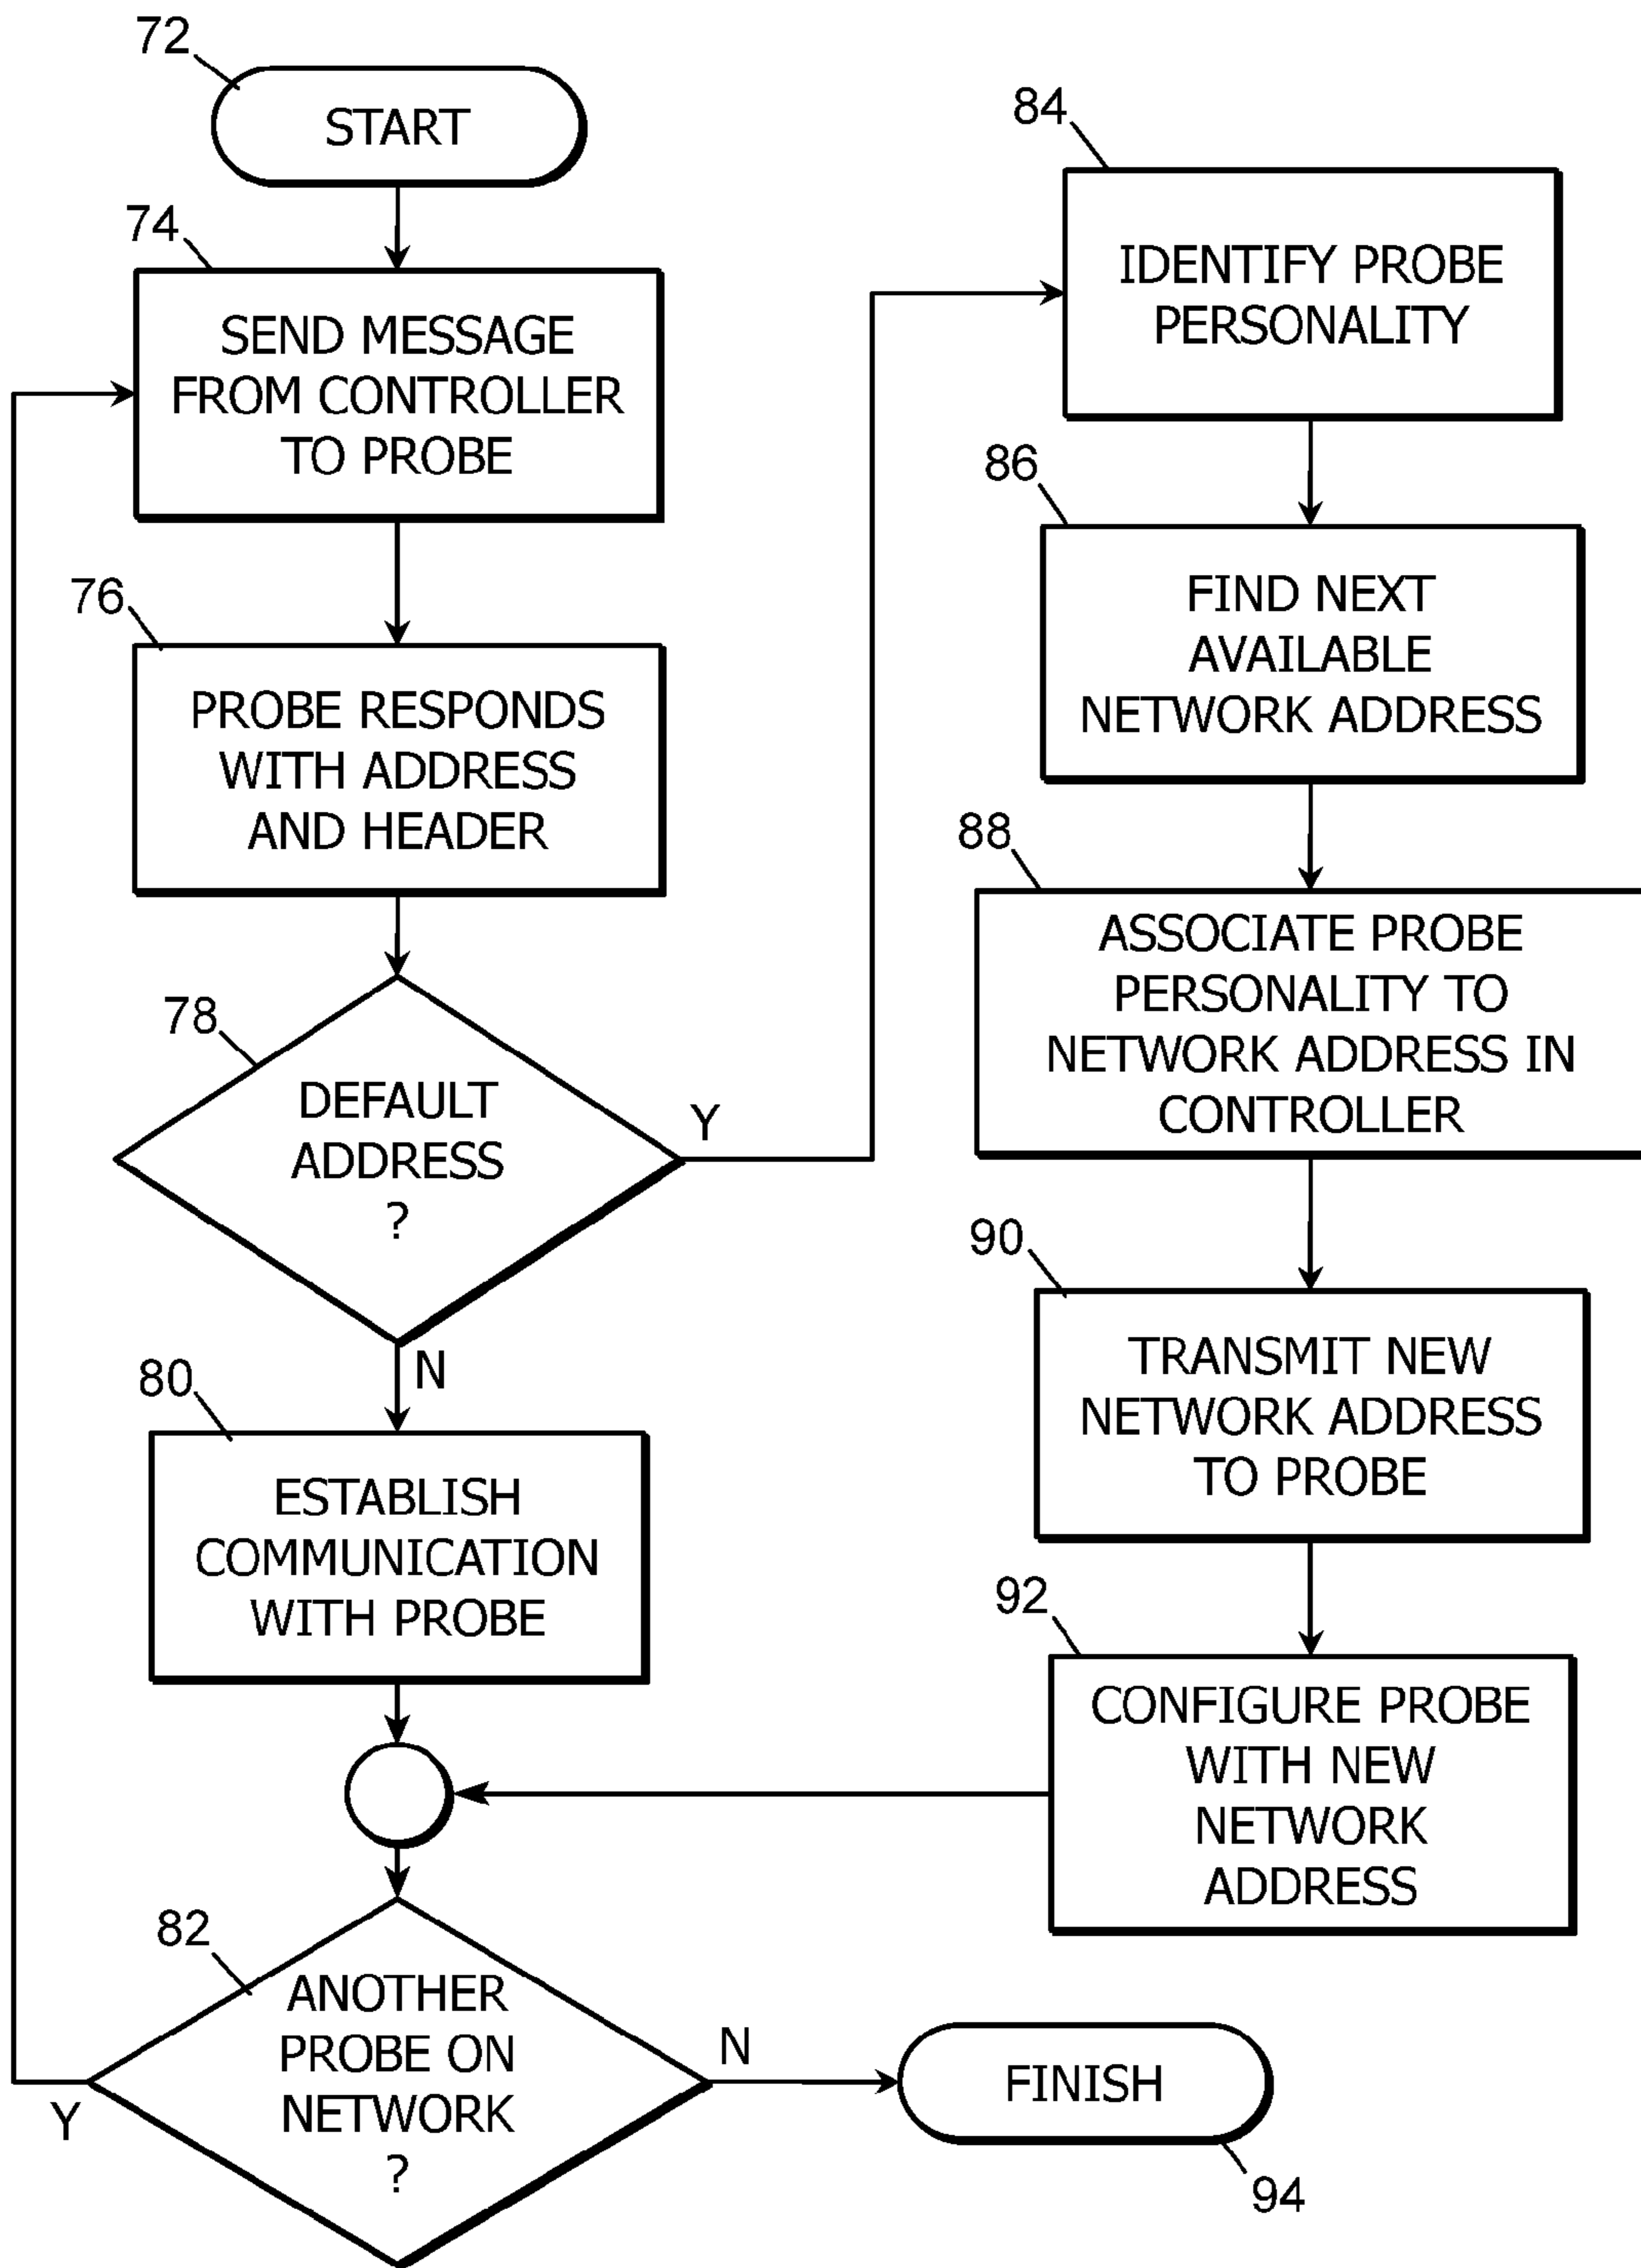 72
START
74
SEND MESSAGE
FROM CONTROLLER
TO PROBE
76
PROBE RESPONDS
WITH ADDRESS
AND HEADER
78
DEFAULT
ADDRESS
?
Y
N
80
ESTABLISH
COMMUNICATION
WITH PROBE
82
ANOTHER
PROBE ON
NETWORK
?
Y
N
84
IDENTIFY PROBE
PERSONALITY
86
FIND NEXT
AVAILABLE
NETWORK ADDRESS
88
ASSOCIATE PROBE
PERSONALITY TO
NETWORK ADDRESS IN
CONTROLLER
90
TRANSMIT NEW
NETWORK ADDRESS
TO PROBE
92
CONFIGURE PROBE
WITH NEW
NETWORK
ADDRESS
FINISH
94